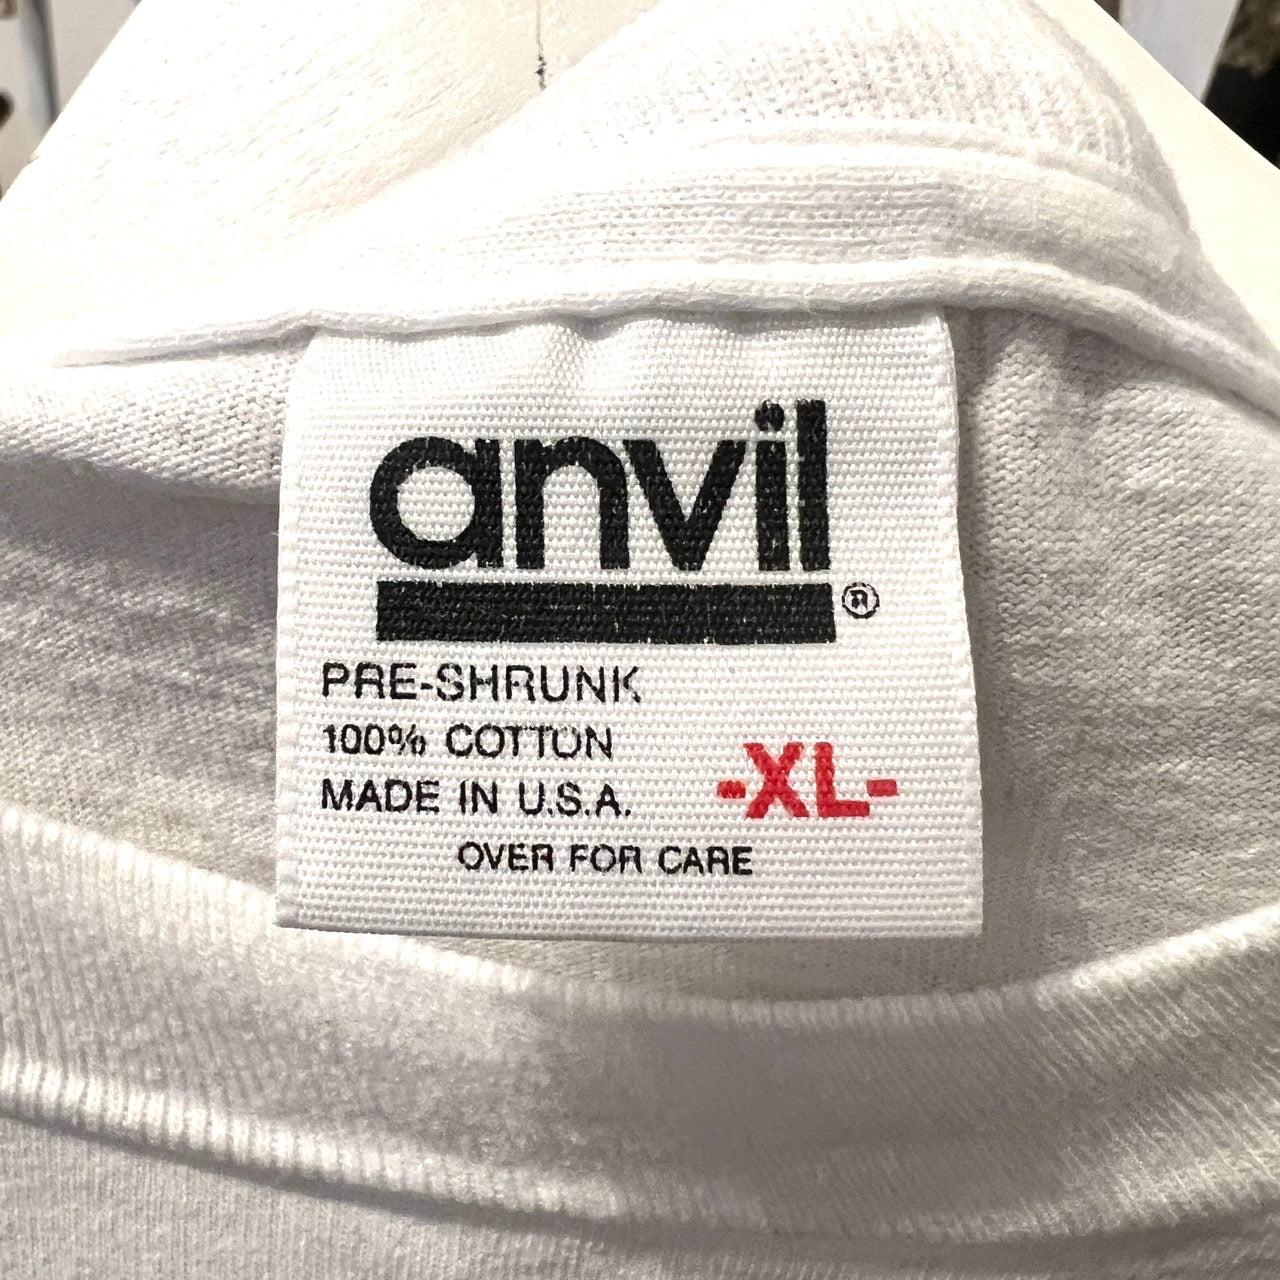 anvil®
PRE-SHRUNK
100% COTTON
MADE IN U.S.A. -XL-
OVER FOR CARE